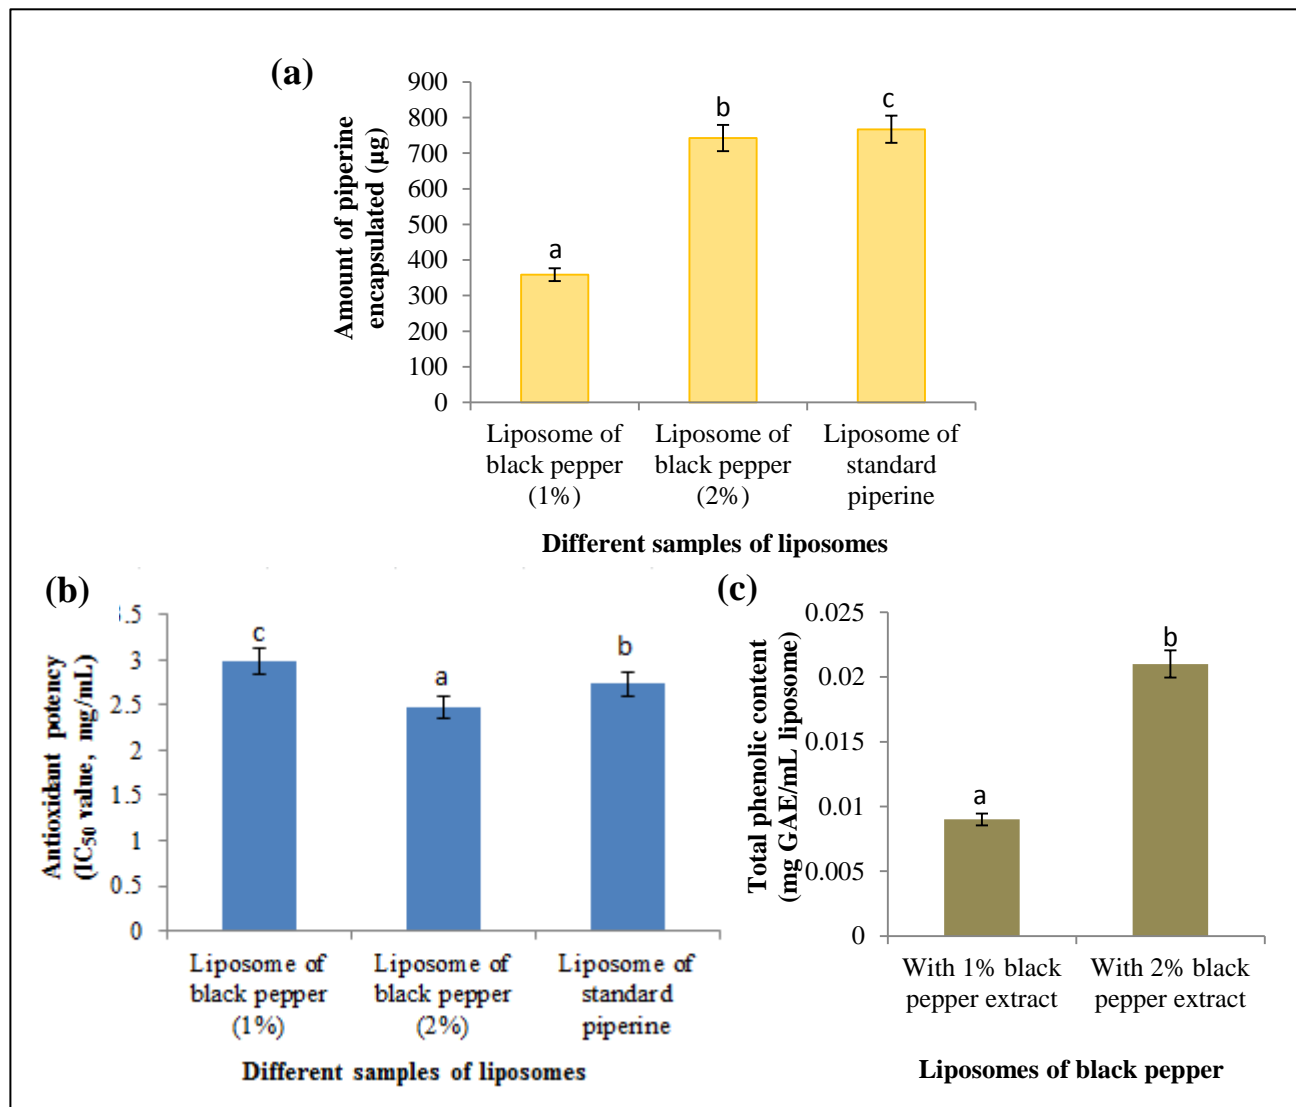 (a)
Amount of piperine
encapsulated (µg)
900
800
700
600
500
400
300
200
100
0
a
b
c
Liposome of
black pepper
(1%)
Liposome of
black pepper
(2%)
Liposome of
standard
piperine
Different samples of liposomes
(b)
Antioxidant potency
(IC50 value, mg/mL)
3.5
3
2.5
2
1.5
1
0.5
0
c
a
b
Liposome of
black pepper
(1%)
Liposome of
black pepper
(2%)
Liposome of
standard
piperine
Different samples of liposomes
(c)
Total phenolic content
(mg GAE/mL liposome)
0.025
0.02
0.015
0.01
0.005
0
a
b
With 1% black
pepper extract
With 2% black
pepper extract
Liposomes of black pepper